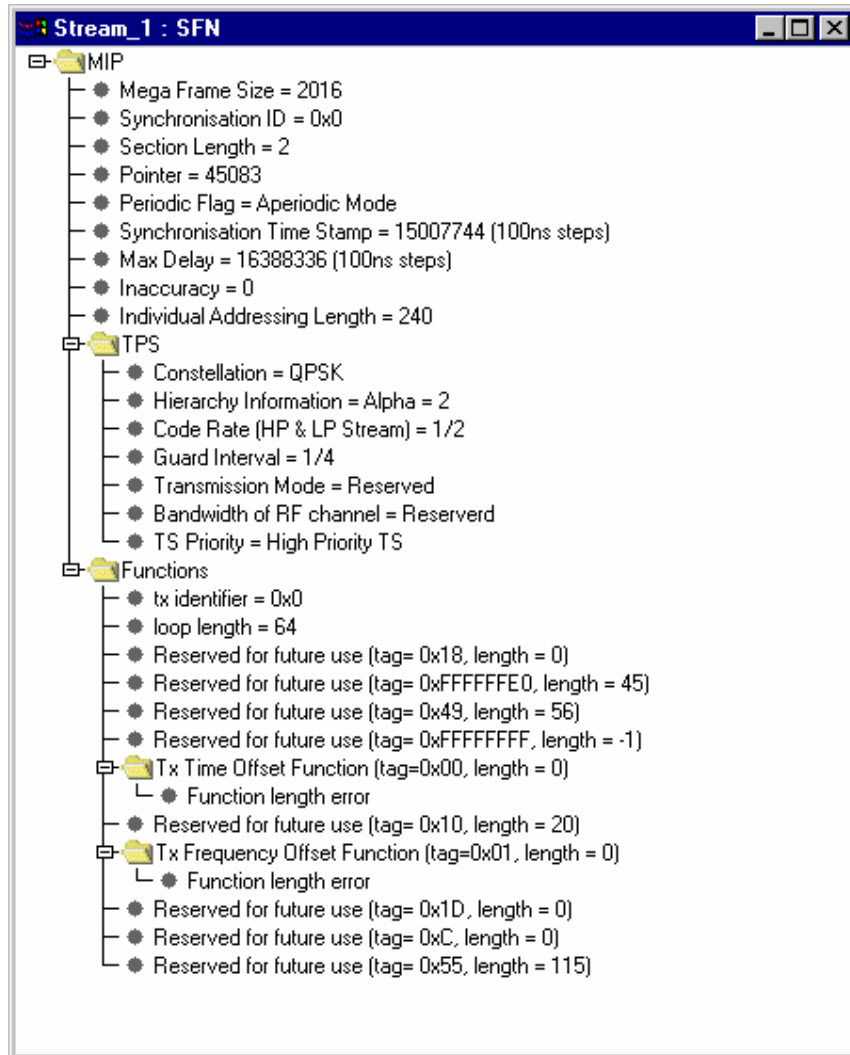 Stream_1 : SFN
MIP
Mega Frame Size = 2016
Synchronisation ID = 0x0
Section Length = 2
Pointer = 45083
Periodic Flag = Aperiodic Mode
Synchronisation Time Stamp = 15007744 (100ns steps)
Max Delay = 16388336 (100ns steps)
Inaccuracy = 0
Individual Addressing Length = 240
TPS
Constellation = QPSK
Hierarchy Information = Alpha = 2
Code Rate (HP & LP Stream) = 1/2
Guard Interval = 1/4
Transmission Mode = Reserved
Bandwidth of RF channel = Reserverd
TS Priority = High Priority TS
Functions
tx identifier = 0x0
loop length = 64
Reserved for future use (tag= 0x18, length = 0)
Reserved for future use (tag= 0xFFFFFFE0, length = 45)
Reserved for future use (tag= 0x49, length = 56)
Reserved for future use (tag= 0xFFFFFFFF, length = -1)
Tx Time Offset Function (tag=0x00, length = 0)
Function length error
Reserved for future use (tag= 0x10, length = 20)
Tx Frequency Offset Function (tag=0x01, length = 0)
Function length error
Reserved for future use (tag= 0x1D, length = 0)
Reserved for future use (tag= 0xC, length = 0)
Reserved for future use (tag= 0x55, length = 115)